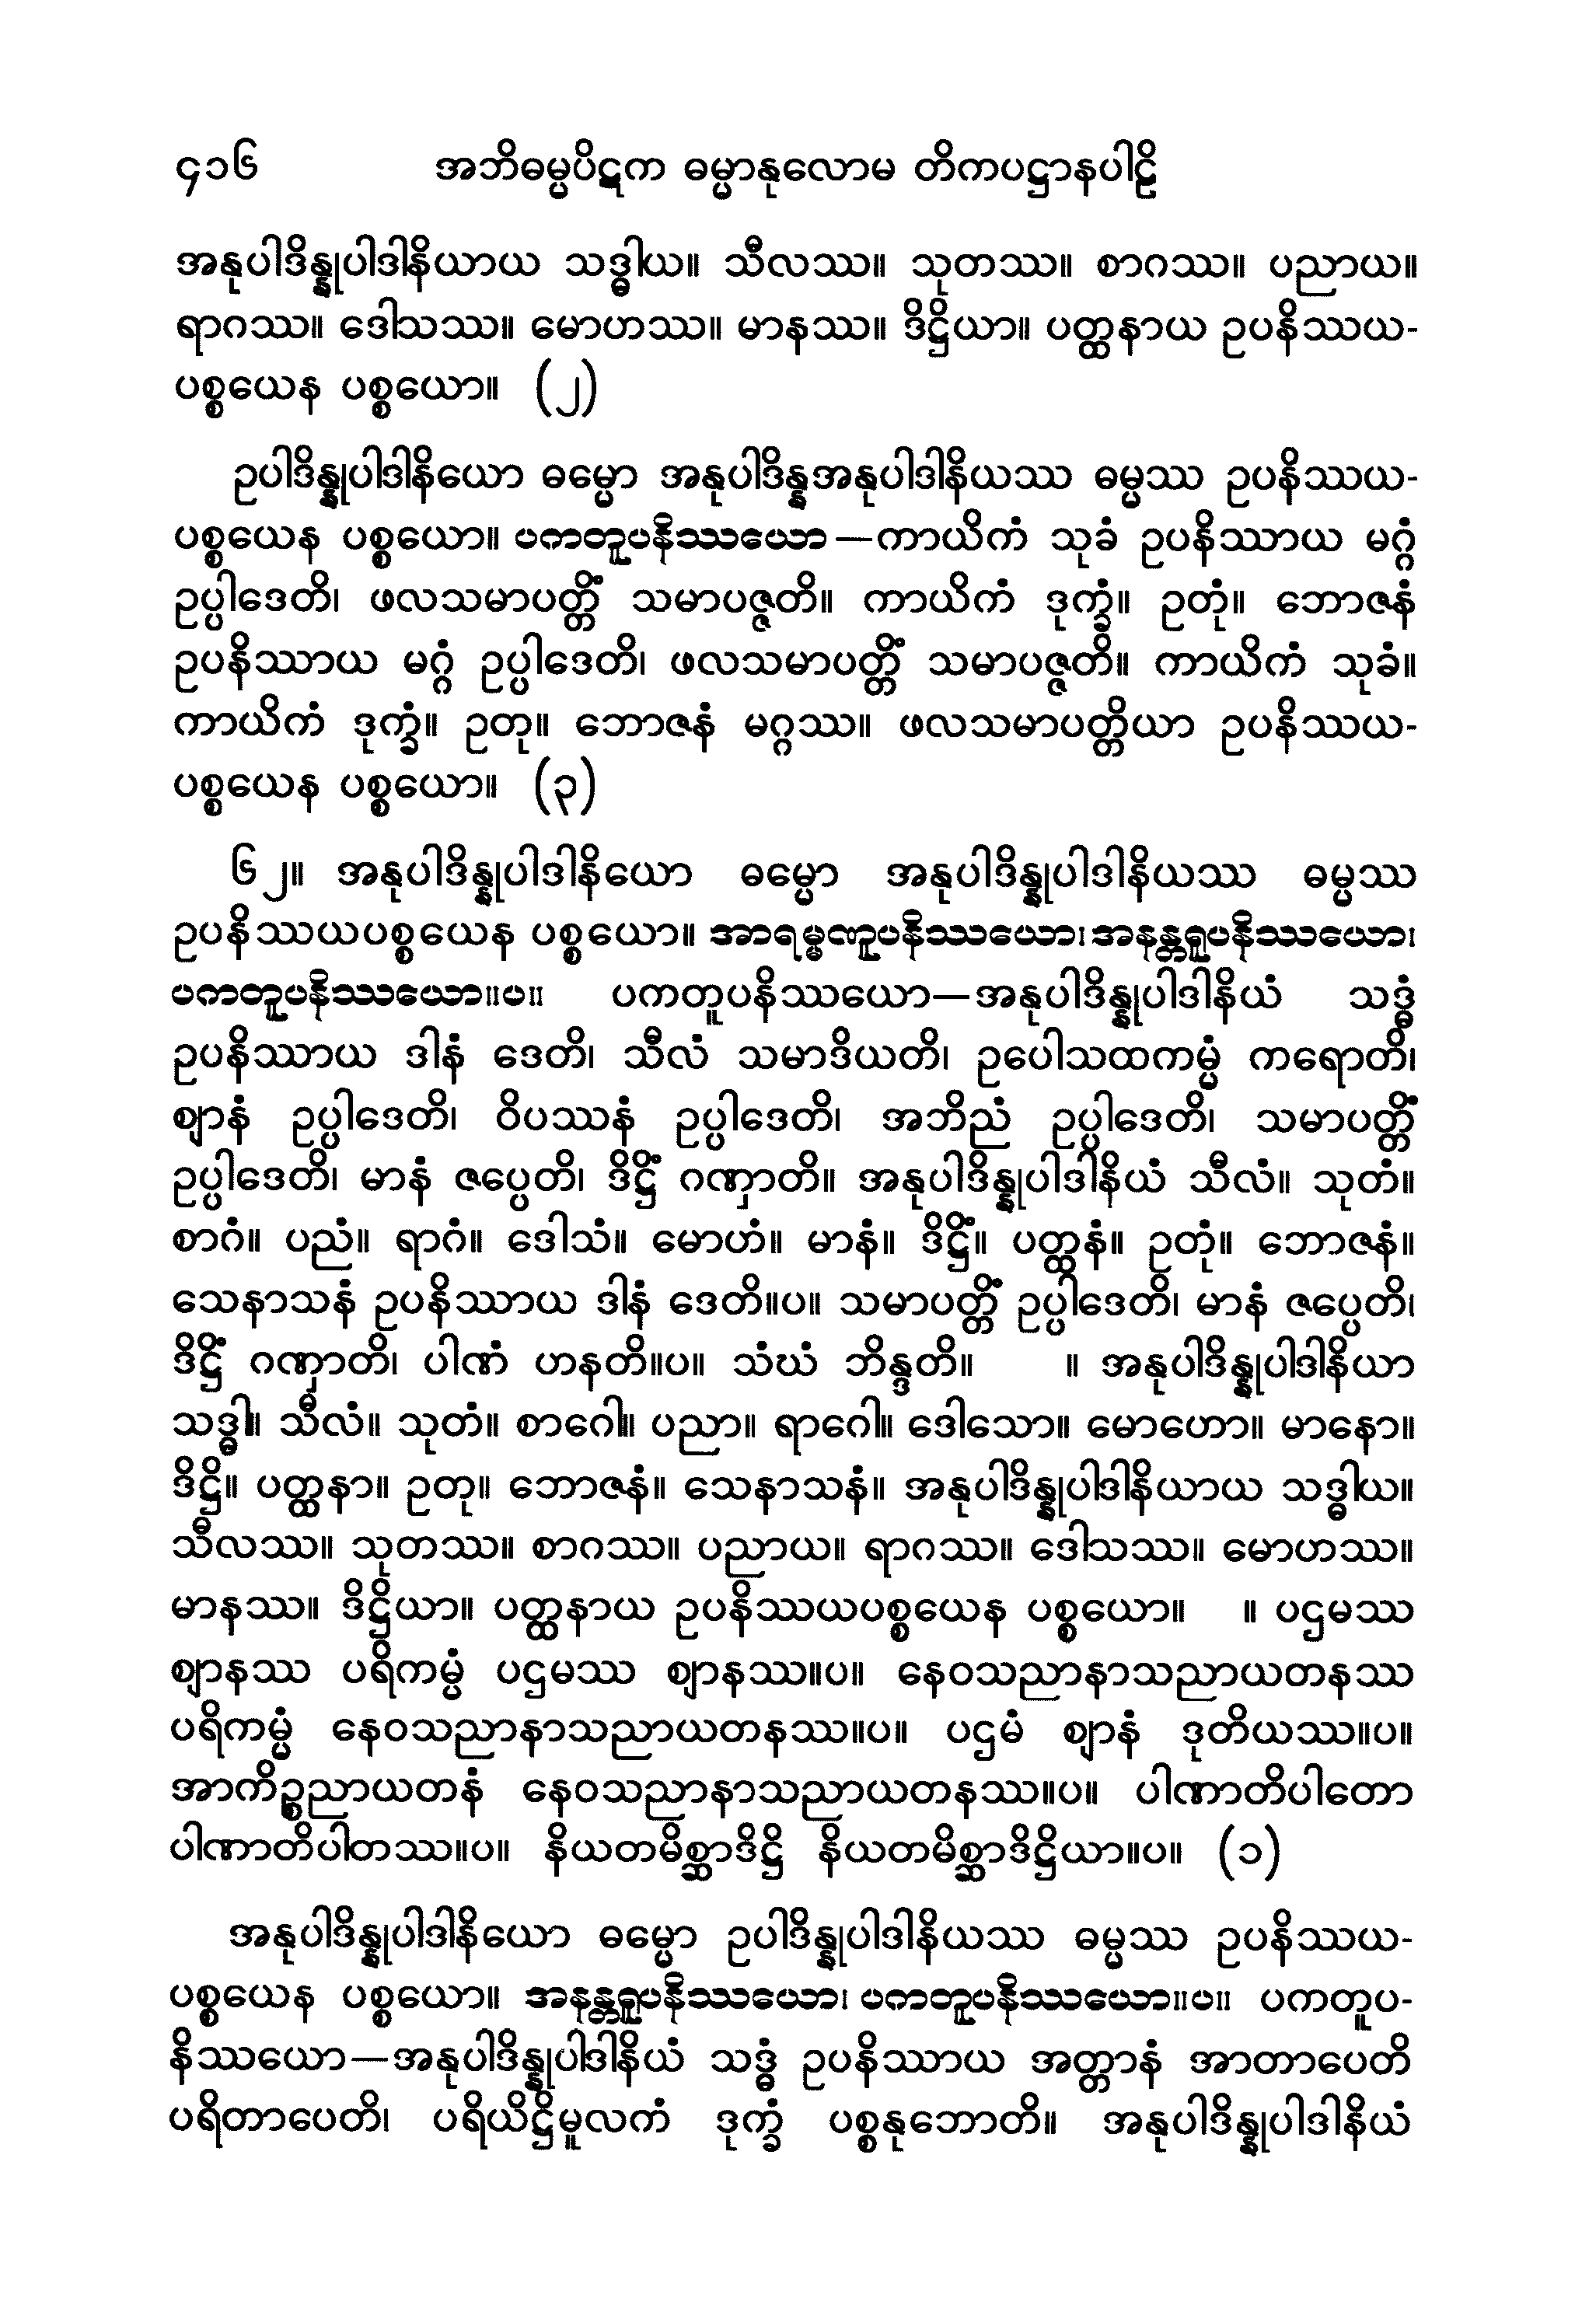 ၄၁၆ အဘိဓမ္မပိဋက ဓမ္မာနုလောမ တိကပဋ္ဌာနပါဠိ
အနုပါဒိန္နုပါဒါနိယာယ သဒ္ဓါယ။ သီလဿ။ သုတဿ။ စာဂဿ။ ပညာယ။
ရာဂဿ။ ဒေါသဿ။ မောဟဿ။ မာနဿ။ ဒိဋ္ဌိယာ။ ပတ္ထနာယ ဥပနိဿယ-
ပစ္စယေန ပစ္စယော။ (၂)
ဥပါဒိန္နုပါဒါနိယော ဓမ္မော အနုပါဒိန္နအနုပါဒါနိယဿ ဓမ္မဿ ဥပနိဿယ-
ပစ္စယေန ပစ္စယော။ ပကတူပနိဿယော—ကာယိကံ သုခံ ဥပနိဿာယ မဂ္ဂံ
ဥပ္ပါဒေတိ၊ ဖလသမာပတ္တိံ သမာပဇ္ဇတိ။ ကာယိကံ ဒုက္ခံ။ ဥတုံ။ ဘောဇနံ
ဥပနိဿာယ မဂ္ဂံ ဥပ္ပါဒေတိ၊ ဖလသမာပတ္တိံ သမာပဇ္ဇတိ။ ကာယိကံ သုခံ။
ကာယိကံ ဒုက္ခံ။ ဥတု။ ဘောဇနံ မဂ္ဂဿ။ ဖလသမာပတ္တိယာ ဥပနိဿယ-
ပစ္စယေန ပစ္စယော။ (၃)
၆၂။ အနုပါဒိန္နုပါဒါနိယော ဓမ္မော အနုပါဒိန္နုပါဒါနိယဿ ဓမ္မဿ
ဥပနိဿယပစ္စယေန ပစ္စယော။ အာရမ္မဏူပနိဿယော၊ အနန္တရူပနိဿယော၊
ပကတူပနိဿယော။ပ။ ပကတူပနိဿယော—အနုပါဒိန္နုပါဒါနိယံ သဒ္ဓံ
ဥပနိဿာယ ဒါနံ ဒေတိ၊ သီလံ သမာဒိယတိ၊ ဥပေါသထကမ္မံ ကရောတိ၊
ဈာနံ ဥပ္ပါဒေတိ၊ ဝိပဿနံ ဥပ္ပါဒေတိ၊ အဘိညံ ဥပ္ပါဒေတိ၊ သမာပတ္တိံ
ဥပ္ပါဒေတိ၊ မာနံ ဇပ္ပေတိ၊ ဒိဋ္ဌိံ ဂဏှာတိ။ အနုပါဒိန္နုပါဒါနိယံ သီလံ။ သုတံ။
စာဂံ။ ပညံ။ ရာဂံ။ ဒေါသံ။ မောဟံ။ မာနံ။ ဒိဋ္ဌိံ။ ပတ္ထနံ။ ဥတုံ။ ဘောဇနံ။
သေနာသနံ ဥပနိဿာယ ဒါနံ ဒေတိ။ပ။ သမာပတ္တိံ ဥပ္ပါဒေတိ၊ မာနံ ဇပ္ပေတိ၊
ဒိဋ္ဌိံ ဂဏှာတိ၊ ပါဏံ ဟနတိ။ပ။ သံဃံ ဘိန္ဒတိ။ ။ အနုပါဒိန္နုပါဒါနိယာ
သဒ္ဓါ။ သီလံ။ သုတံ။ စာဂေါ။ ပညာ။ ရာဂေါ။ ဒေါသော။ မောဟော။ မာနော။
ဒိဋ္ဌိ။ ပတ္ထနာ။ ဥတု။ ဘောဇနံ။ သေနာသနံ။ အနုပါဒိန္နုပါဒါနိယာယ သဒ္ဓါယ။
သီလဿ။ သုတဿ။ စာဂဿ။ ပညာယ။ ရာဂဿ။ ဒေါသဿ။ မောဟဿ။
မာနဿ။ ဒိဋ္ဌိယာ။ ပတ္ထနာယ ဥပနိဿယပစ္စယေန ပစ္စယော။ ။ ပဌမဿ
ဈာနဿ ပရိကမ္မံ ပဌမဿ ဈာနဿ။ပ။ နေဝသညာနာသညာယတနဿ
ပရိကမ္မံ နေဝသညာနာသညာယတနဿ။ပ။ ပဌမံ ဈာနံ ဒုတိယဿ။ပ။
အာကိဉ္စညာယတနံ နေဝသညာနာသညာယတနဿ။ပ။ ပါဏာတိပါတော
ပါဏာတိပါတဿ။ပ။ နိယတမိစ္ဆာဒိဋ္ဌိ နိယတမိစ္ဆာဒိဋ္ဌိယာ။ပ။ (၁)
အနုပါဒိန္နုပါဒါနိယော ဓမ္မော ဥပါဒိန္နုပါဒါနိယဿ ဓမ္မဿ ဥပနိဿယ-
ပစ္စယေန ပစ္စယော။ အနန္တရူပနိဿယော၊ ပကတူပနိဿယော။ပ။ ပကတူပ-
နိဿယော—အနုပါဒိန္နုပါဒါနိယံ သဒ္ဓံ ဥပနိဿာယ အတ္တာနံ အာတာပေတိ
ပရိတာပေတိ၊ ပရိယိဋ္ဌိမူလကံ ဒုက္ခံ ပစ္စနုဘောတိ။ အနုပါဒိန္နုပါဒါနိယံ